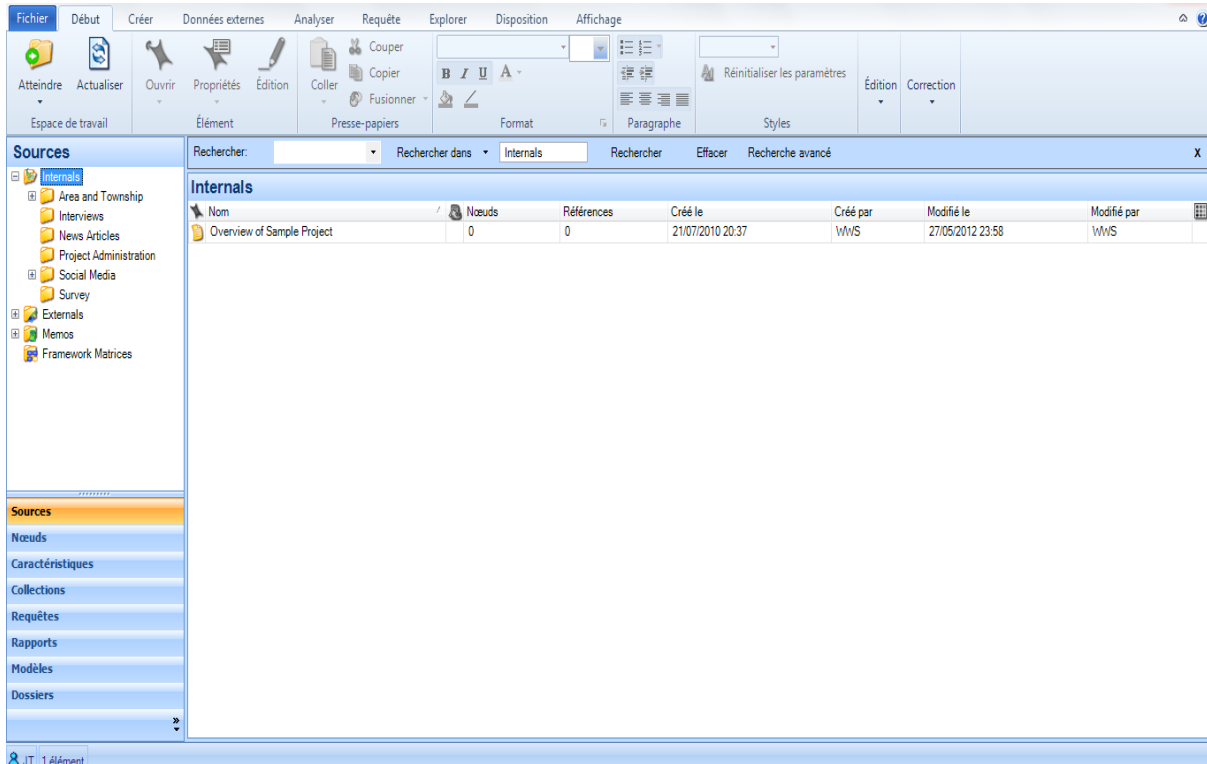 Fichier Début Créer Données externes Analyser Requête Explorer Disposition Affichage
Atteindre Actualiser Ouvrir Propriétés Édition Coller Couper
Copier
Fusionner
B I U A
Réinitialiser les paramètres
Édition Correction
Espace de travail Élément Presse-papiers Format Paragraphe Styles
Sources
Rechercher: Rechercher dans Internals Rechercher Effacer Recherche avancé X
Internals
Area and Township
Interviews
News Articles
Project Administration
Social Media
Survey
Externals
Memos
Framework Matrices
Internals
Nom Nœuds Références Créé le Créé par Modifié le Modifié par
Overview of Sample Project 0 0 21/07/2010 20:37 WWS 27/05/2012 23:58 WWS
Sources
Nœuds
Caractéristiques
Collections
Requêtes
Rapports
Modèles
Dossiers
»
JT 1 élément